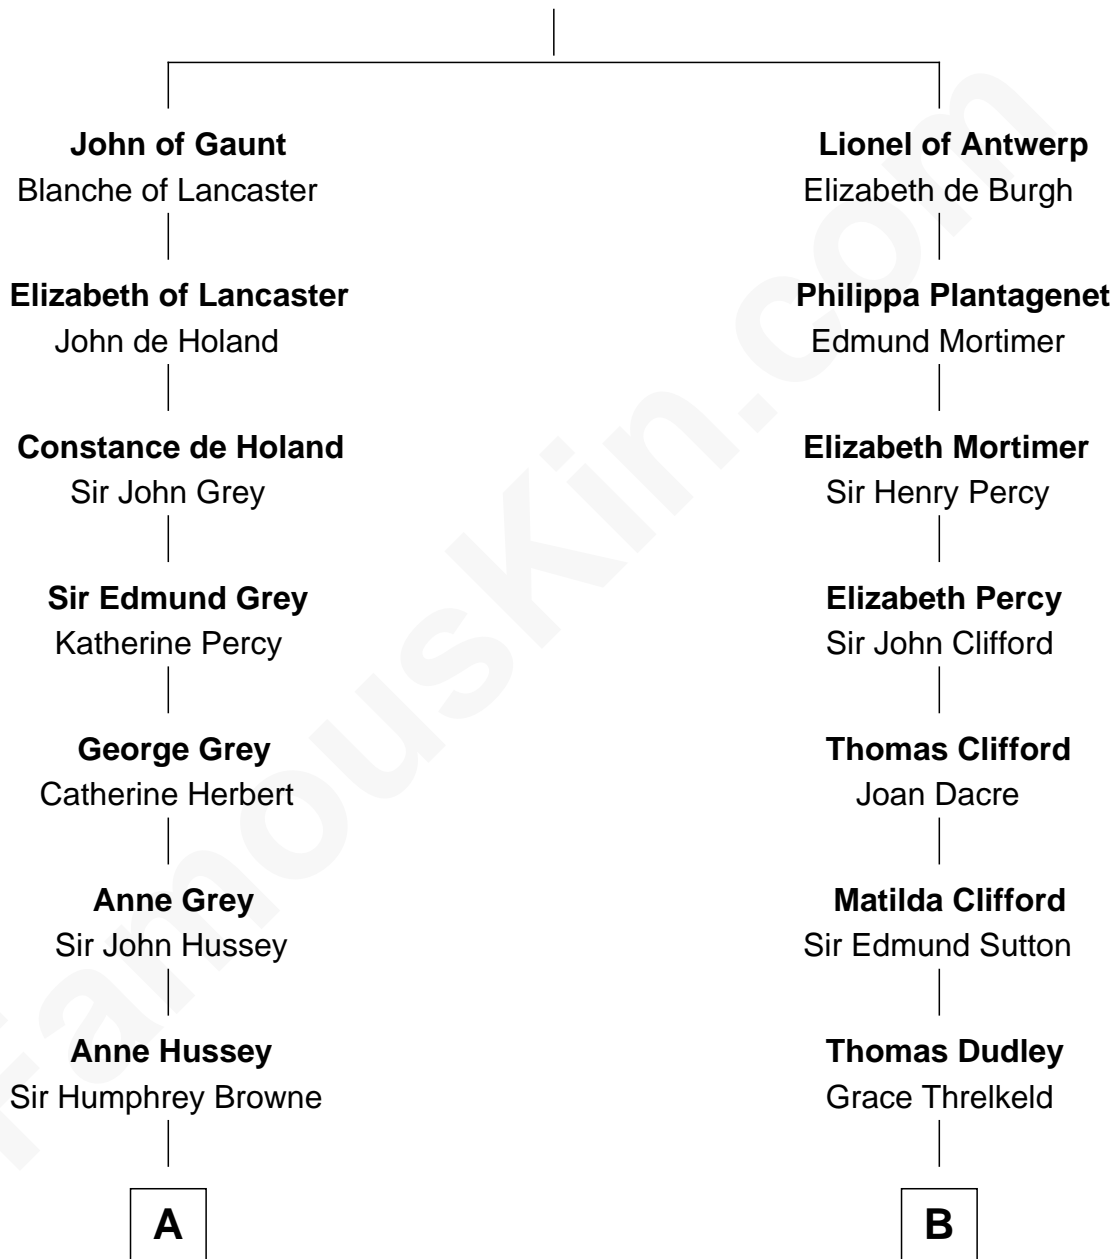 John of Gaunt
Blanche of Lancaster
Elizabeth of Lancaster
John de Holand
Constance de Holand
Sir John Grey
Sir Edmund Grey
Katherine Percy
George Grey
Catherine Herbert
Anne Grey
Sir John Hussey
Anne Hussey
Sir Humphrey Browne
A
Lionel of Antwerp
Elizabeth de Burgh
Philippa Plantagenet
Edmund Mortimer
Elizabeth Mortimer
Sir Henry Percy
Elizabeth Percy
Sir John Clifford
Thomas Clifford
Joan Dacre
Matilda Clifford
Sir Edmund Sutton
Thomas Dudley
Grace Threlkeld
B
FamousKin.com